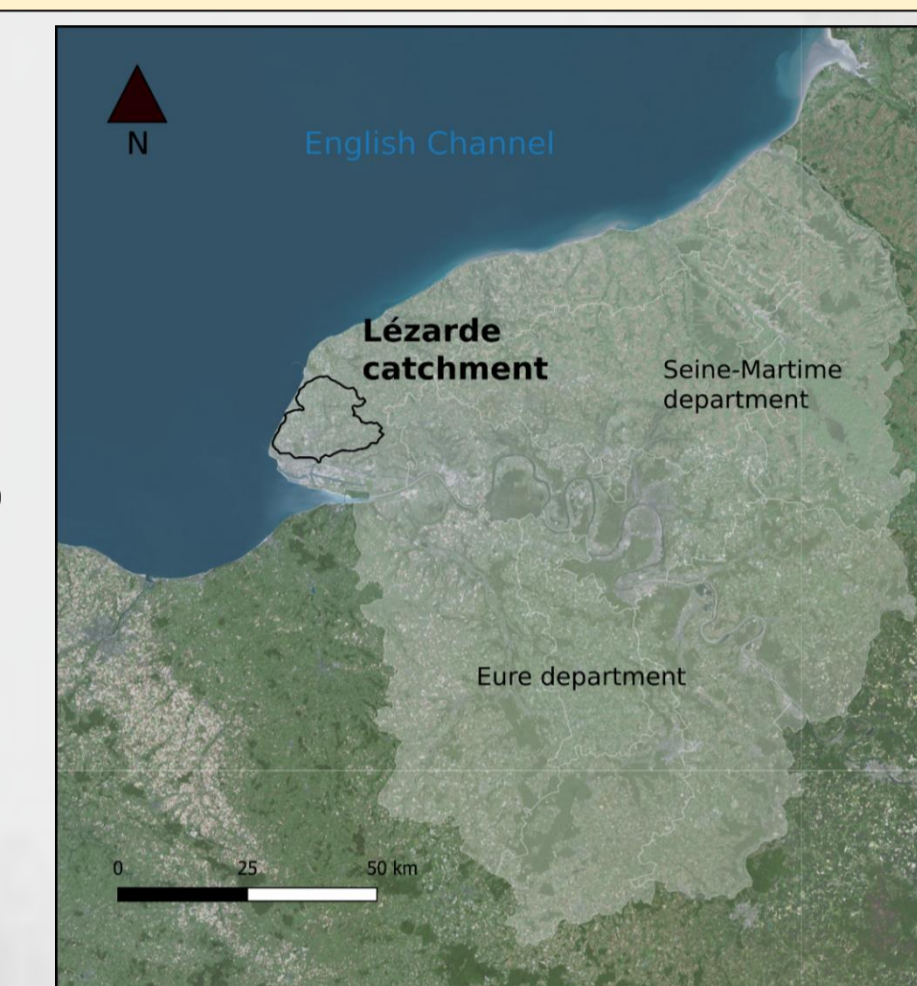 N
English Channel
Lézarde
catchment
Seine-Martime
department
Eure department
0 25 50 km